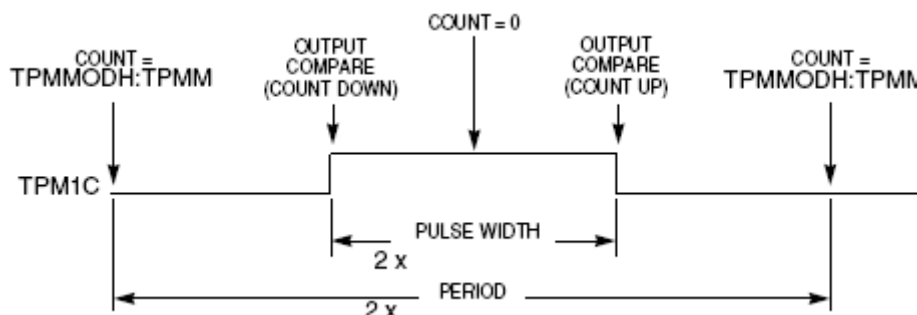 COUNT = 0
COUNT =
TPMMODH:TPMM
OUTPUT
COMPARE
(COUNT DOWN)
OUTPUT
COMPARE
(COUNT UP)
COUNT =
TPMMODH:TPMM
TPM1C
PULSE WIDTH
2 x
PERIOD
2 x